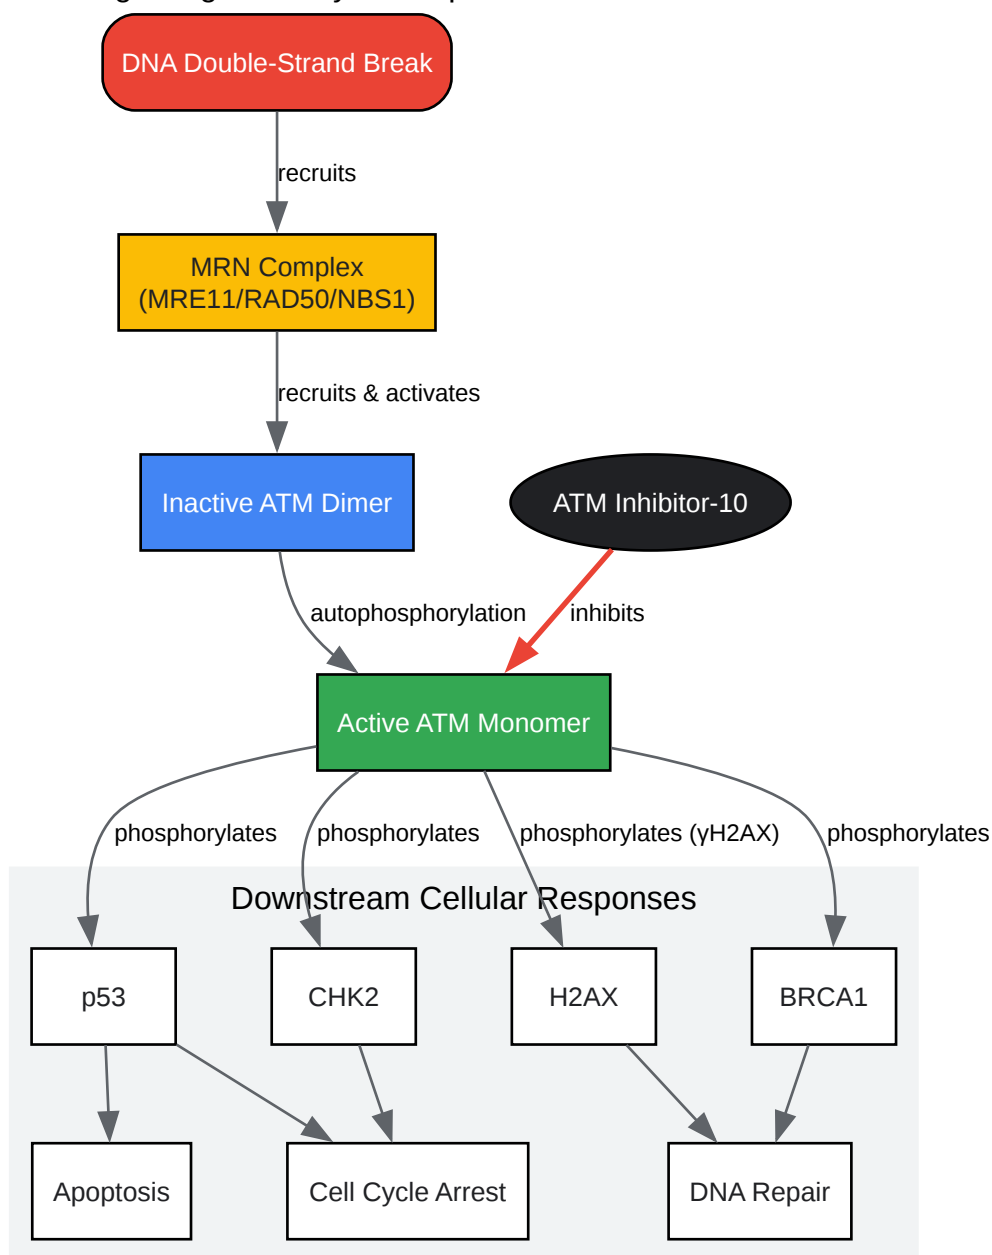 DNA Double-Strand Break
recruits
MRN Complex
(MRE11/RAD50/NBS1)
recruits & activates
Inactive ATM Dimer
ATM Inhibitor-10
autophosphorylation
inhibits
Active ATM Monomer
phosphorylates
phosphorylates
phosphorylates (γH2AX)
phosphorylates
Downstream Cellular Responses
p53
CHK2
H2AX
BRCA1
Apoptosis
Cell Cycle Arrest
DNA Repair